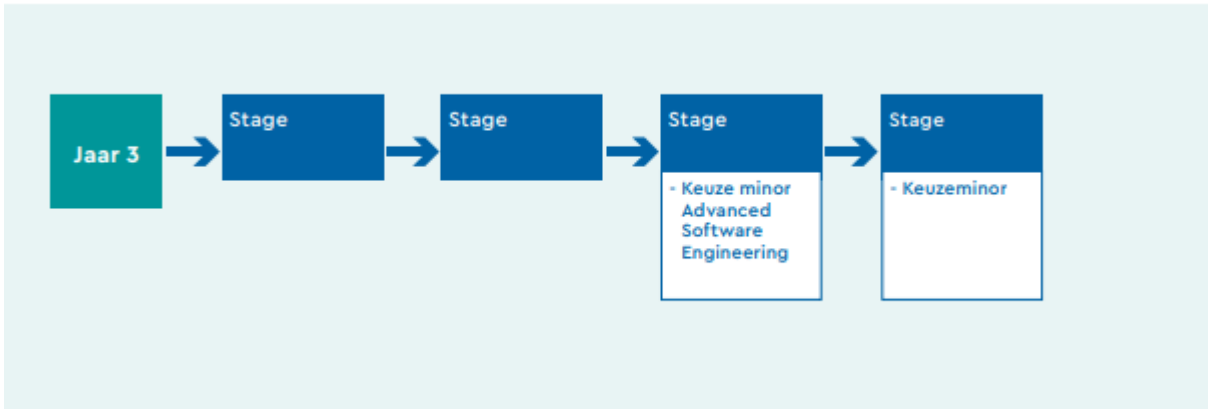 Jaar 3
Stage
Stage
Stage
- Keuze minor
Advanced
Software
Engineering
Stage
- Keuzeminor